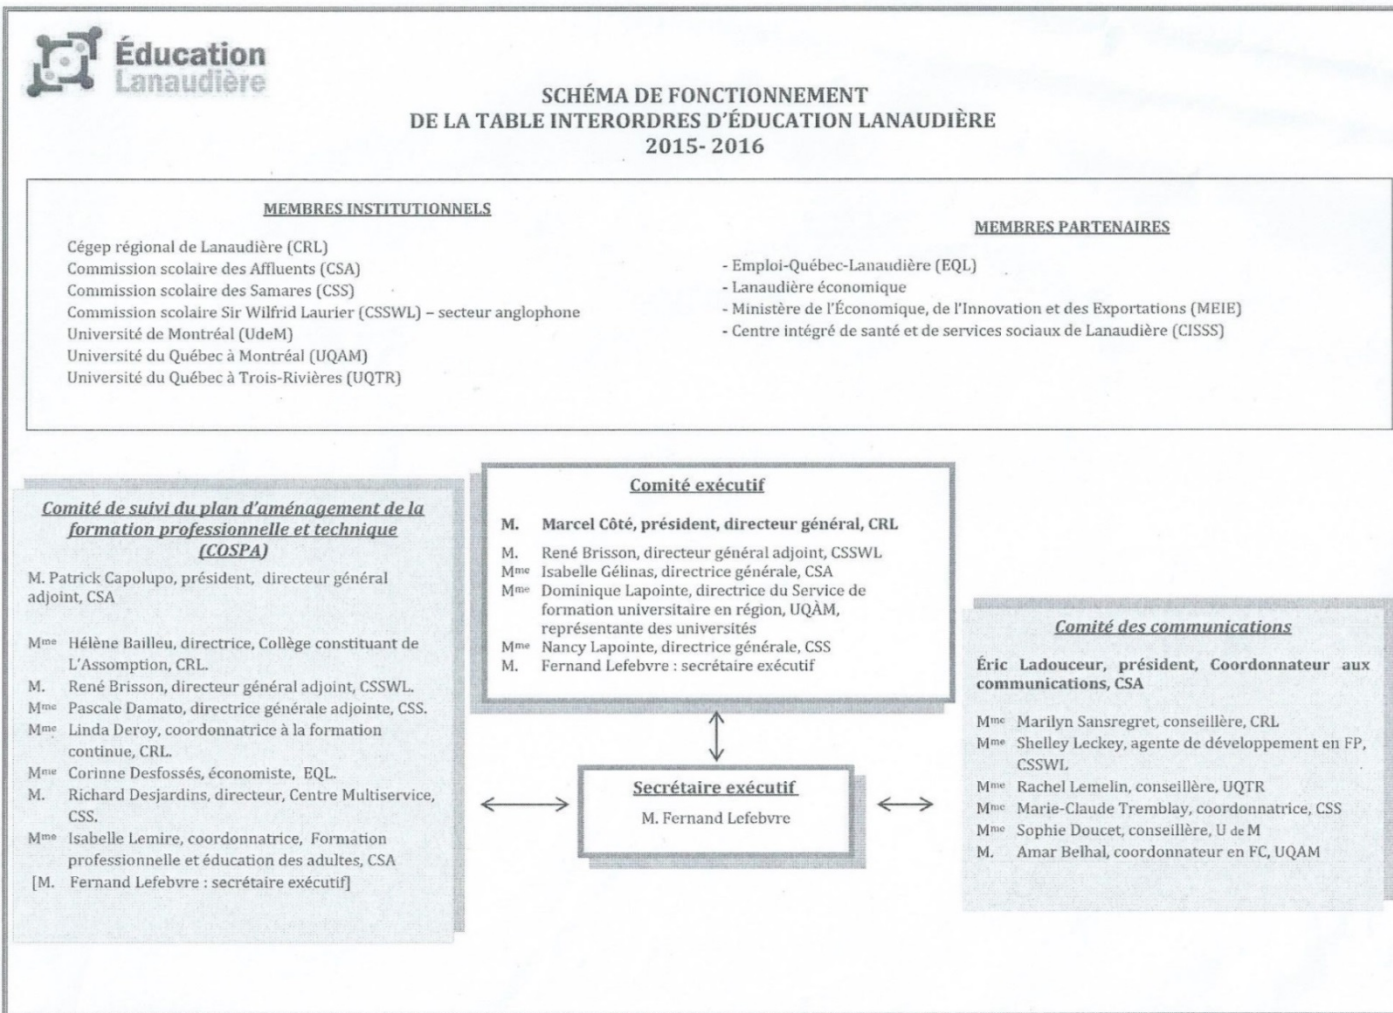 Éducation
Lanaudière
SCHÉMA DE FONCTIONNEMENT
DE LA TABLE INTERORDRES D'ÉDUCATION LANAUDIÈRE
2015- 2016
MEMBRES INSTITUTIONNELS
Cégep régional de Lanaudière (CRL)
Commission scolaire des Affluents (CSA)
Commission scolaire des Samares (CSS)
Commission scolaire Sir Wilfrid Laurier (CSSWL) – secteur anglophone
Université de Montréal (UdeM)
Université du Québec à Montréal (UQAM)
Université du Québec à Trois-Rivières (UQTR)
MEMBRES PARTENAIRES
- Emploi-Québec-Lanaudière (EQL)
- Lanaudière économique
- Ministère de l'Économique, de l'Innovation et des Exportations (MEIE)
- Centre intégré de santé et de services sociaux de Lanaudière (CISSS)
Comité de suivi du plan d'aménagement de la
formation professionnelle et technique
(COSPA)
M. Patrick Capolupo, président, directeur général
adjoint, CSA
Mme Hélène Bailleu, directrice, Collège constituant de
L'Assomption, CRL.
M. René Brisson, directeur général adjoint, CSSWL.
Mme Pascale Damato, directrice générale adjointe, CSS.
Mme Linda Deroy, coordonnatrice à la formation
continue, CRL.
Mme Corinne Desfossés, économiste, EQL.
M. Richard Desjardins, directeur, Centre Multiservice,
CSS.
Mme Isabelle Lemire, coordonnatrice, Formation
professionnelle et éducation des adultes, CSA
[M. Fernand Lefebvre : secrétaire exécutif]
Comité exécutif
M. Marcel Côté, président, directeur général, CRL
M. René Brisson, directeur général adjoint, CSSWL
Mme Isabelle Gélinas, directrice générale, CSA
Mme Dominique Lapointe, directrice du Service de
formation universitaire en région, UQÀM,
représentante des universités
Mme Nancy Lapointe, directrice générale, CSS
M. Fernand Lefebvre : secrétaire exécutif
Secrétaire exécutif
M. Fernand Lefebvre
Comité des communications
Éric Ladouceur, président, Coordonnateur aux
communications, CSA
Mme Marilyn Sansregret, conseillère, CRL
Mme Shelley Leckey, agente de développement en FP,
CSSWL
Mme Rachel Lemelin, conseillère, UQTR
Mme Marie-Claude Tremblay, coordonnatrice, CSS
Mme Sophie Doucet, conseillère, U de M
M. Amar Belhal, coordonnateur en FC, UQAM